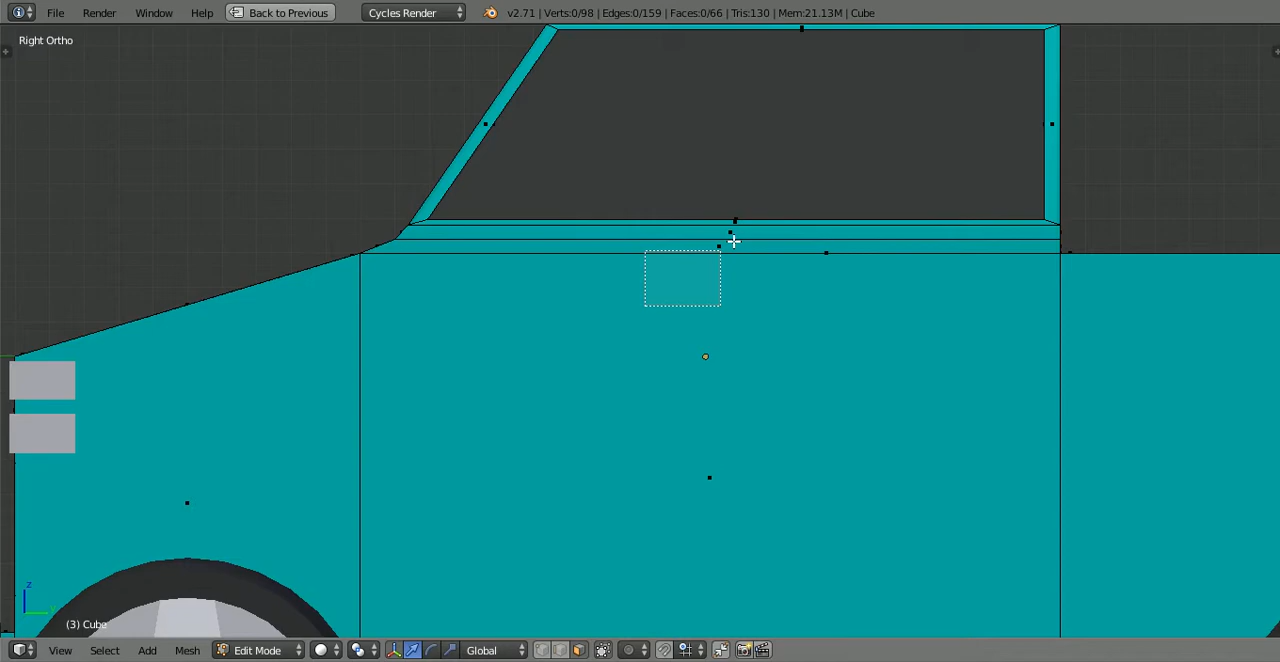 File Render Window Help Back to Previous Cycles Render v2.71 | Verts:0/98 | Edges:0/159 | Faces:0/66 | Tris:130 | Mem:21.13M | Cube
Right Ortho
z
(3) Cube
View Select Add Mesh Edit Mode Global